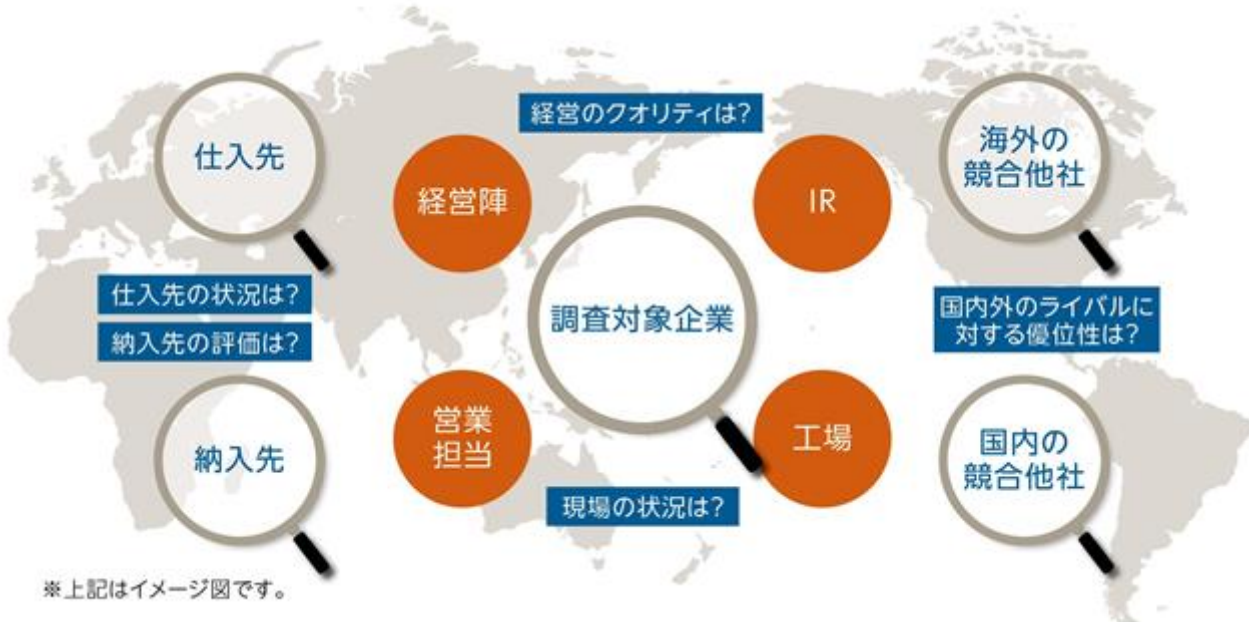 経営のクオリティは?
仕入先
経営陣
IR
海外の
競合他社
仕入先の状況は?
納入先の評価は?
調査対象企業
国内外のライバルに
対する優位性は?
納入先
営業
担当
工場
国内の
競合他社
現場の状況は?
※上記はイメージ図です。